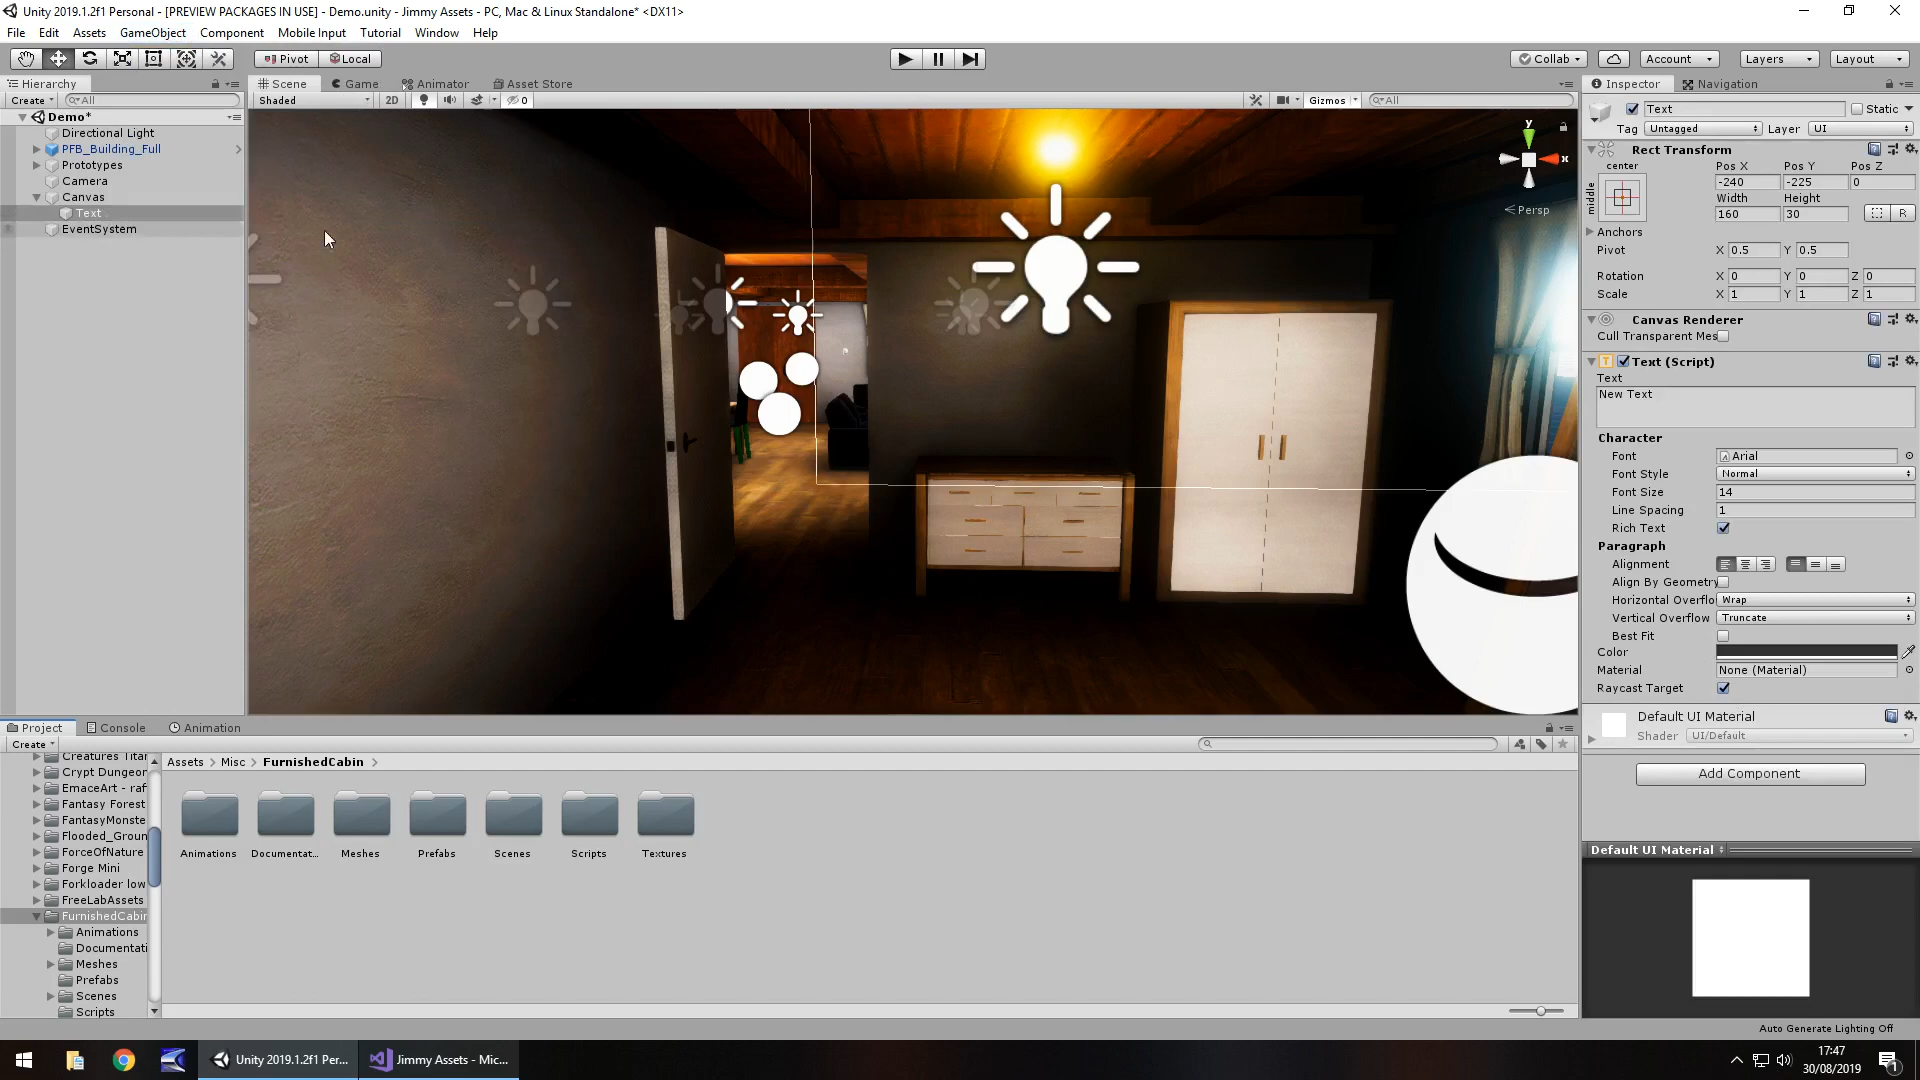 Unity 2019.1.2f1 Personal - [PREVIEW PACKAGES IN USE] - Demo.unity - Jimmy Assets - PC, Mac & Linux Standalone* <DX11>
File Edit Assets GameObject Component Mobile Input Tutorial Window Help
Pivot Local Collab Account Layers Layout
Hierarchy Scene Game Animator Asset Store Inspector Navigation
Create All Shaded 2D 0 Gizmos All
Demo*
Directional Light
PFB_Building_Full
Prototypes
Camera
Canvas
Text
EventSystem
y
x
Persp
Text Static
Tag Untagged Layer UI
Rect Transform
center Pos X Pos Y Pos Z
middle -240 -225 0
Width Height
160 30 R
Anchors
Pivot X 0.5 Y 0.5
Rotation X 0 Y 0 Z 0
Scale X 1 Y 1 Z 1
Canvas Renderer
Cull Transparent Mes
Text (Script)
Text
New Text
Character
Font Arial
Font Style Normal
Font Size 14
Line Spacing 1
Rich Text
Paragraph
Alignment
Align By Geometry
Horizontal Overflo Wrap
Vertical Overflow Truncate
Best Fit
Color
Material None (Material)
Raycast Target
Default UI Material
Shader UI/Default
Add Component
Default UI Material
Auto Generate Lighting Off
Project Console Animation
Create
Creatures Titan
Crypt Dungeon
EmaceArt - raf
Fantasy Forest
FantasyMonste
Flooded_Groun
ForceOfNature
Forge Mini
Forkloader low
FreeLabAssets
FurnishedCabin
Animations
Documentati
Meshes
Prefabs
Scenes
Scripts
Assets Misc FurnishedCabin
Animations Documentat... Meshes Prefabs Scenes Scripts Textures
Unity 2019.1.2f1 Per... Jimmy Assets - Mic...
17:47
30/08/2019
1